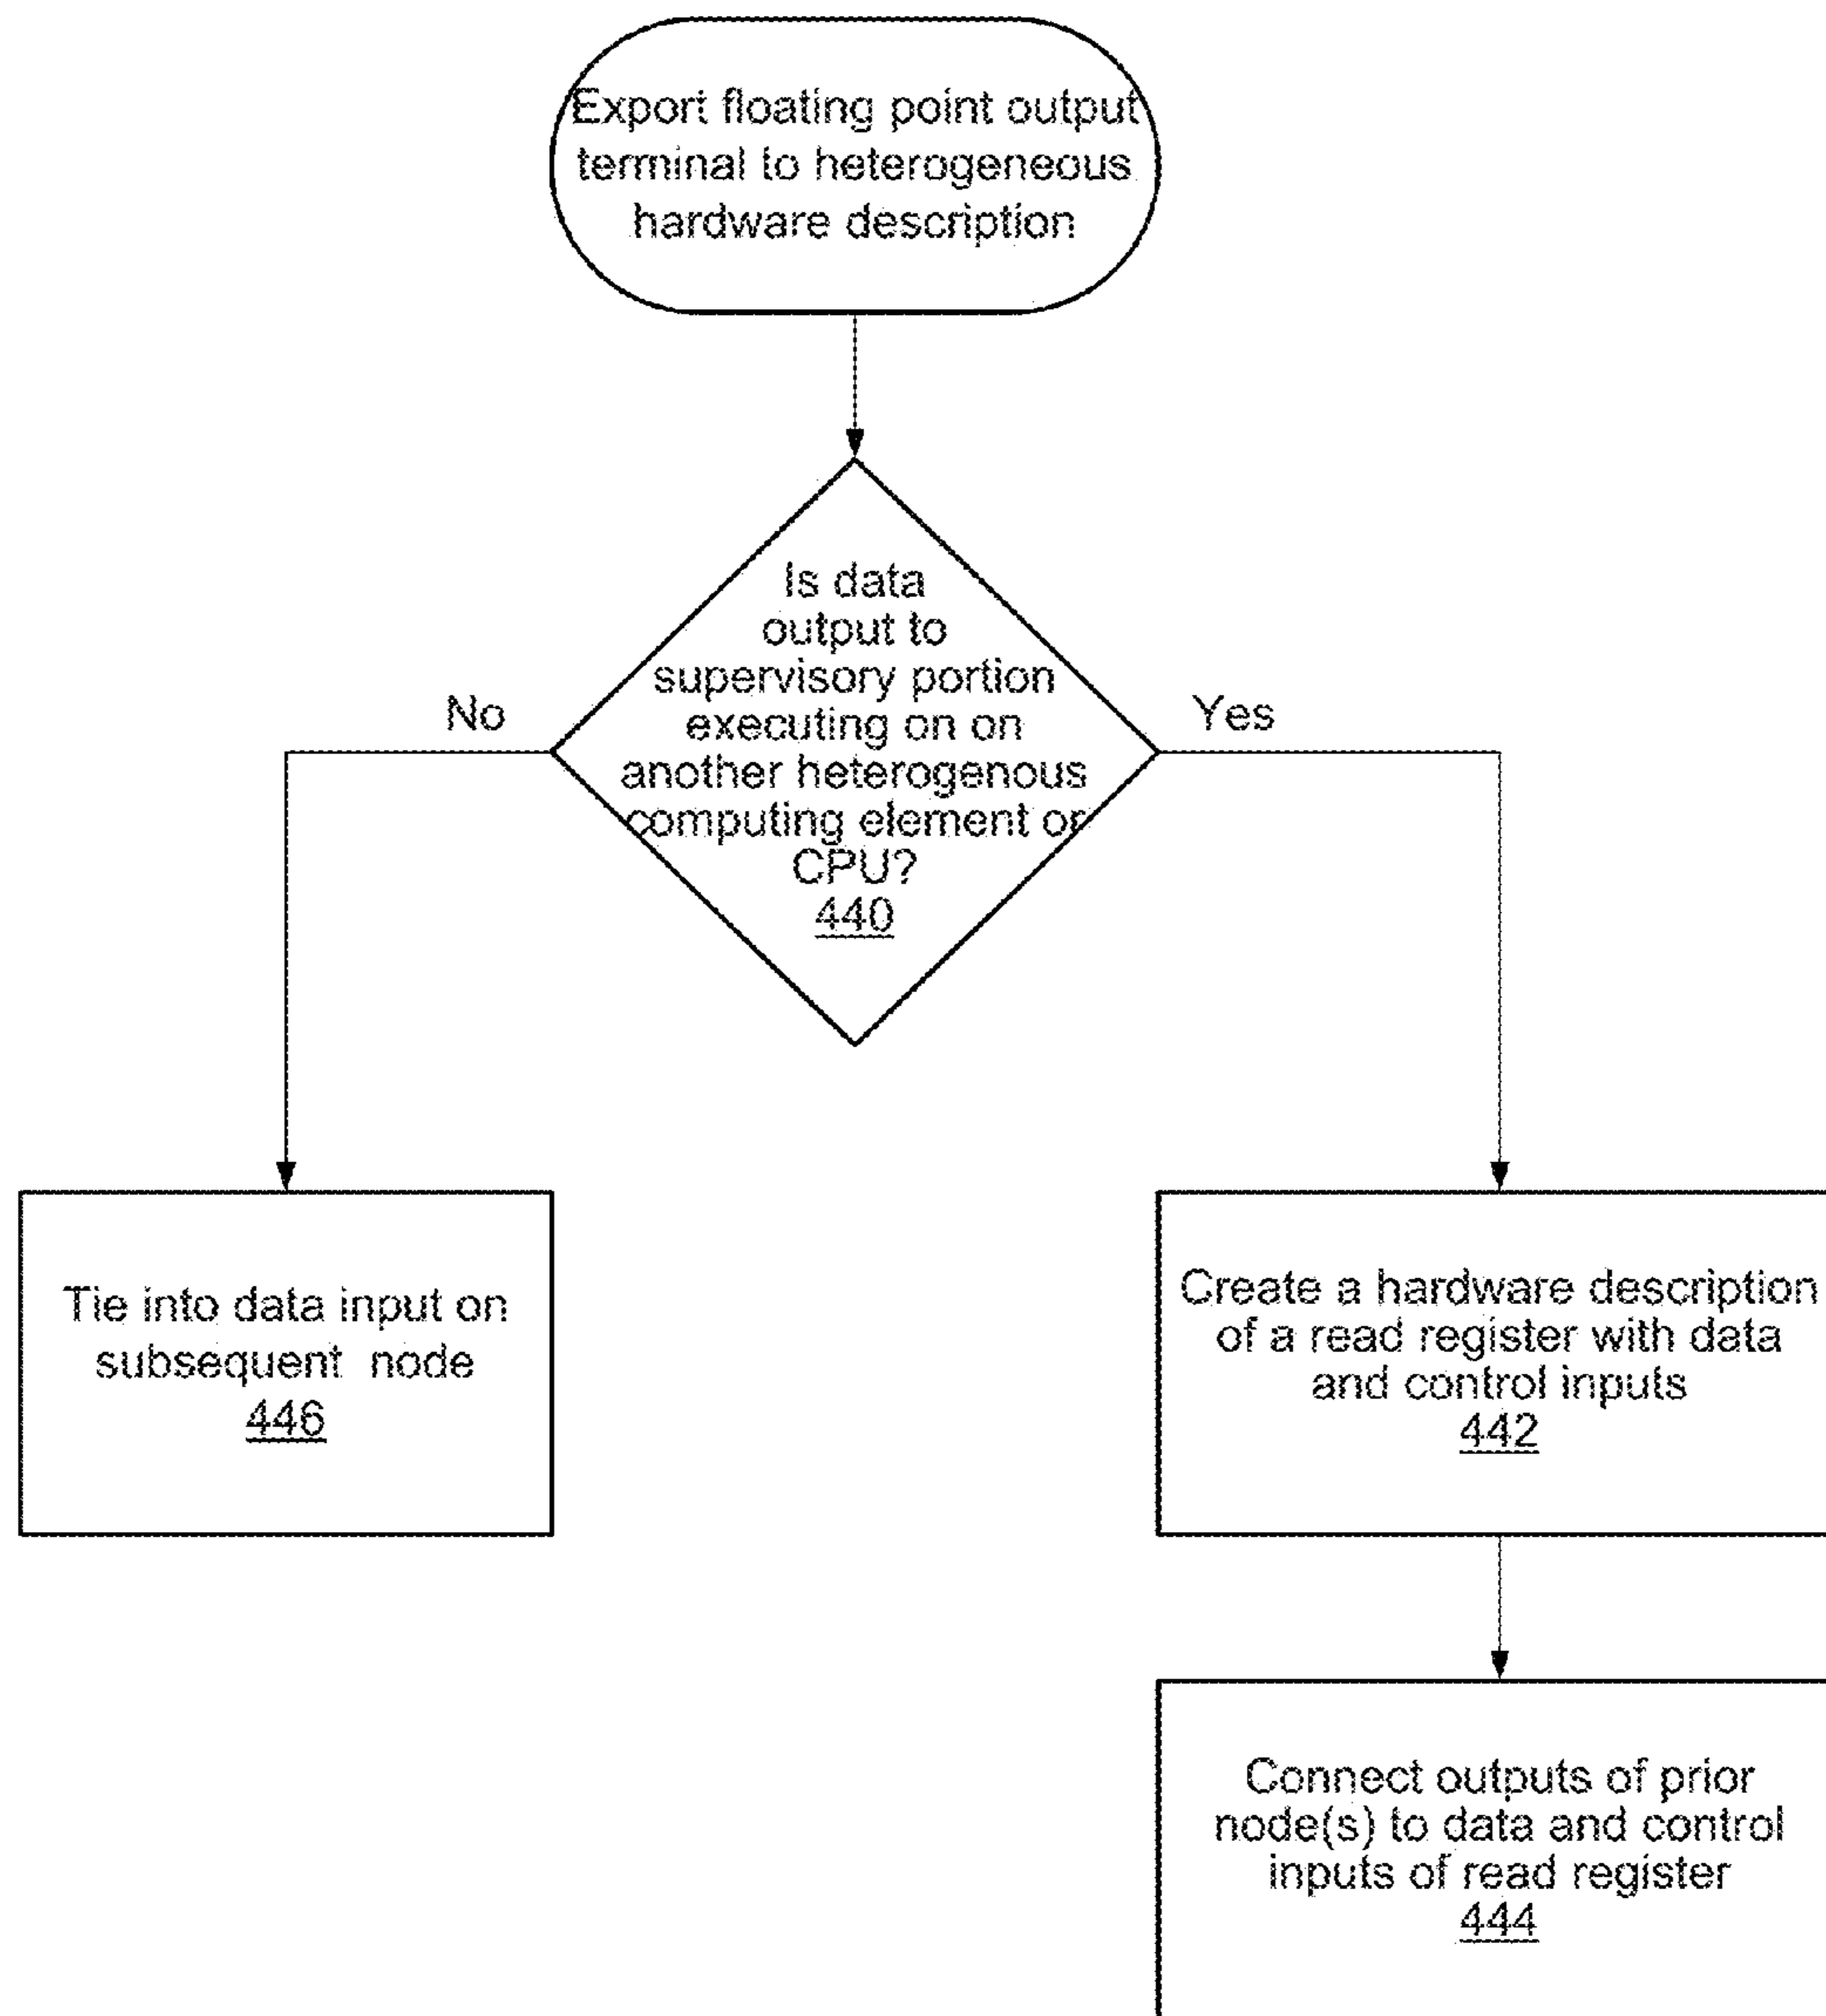 Export floating point output
terminal to heterogeneous
hardware description
Is data
output to
supervisory portion
executing on on
another heterogenous
computing element or
CPU?
440
No
Yes
Tie into data input on
subsequent node
446
Create a hardware description
of a read register with data
and control inputs
442
Connect outputs of prior
node(s) to data and control
inputs of read register
444